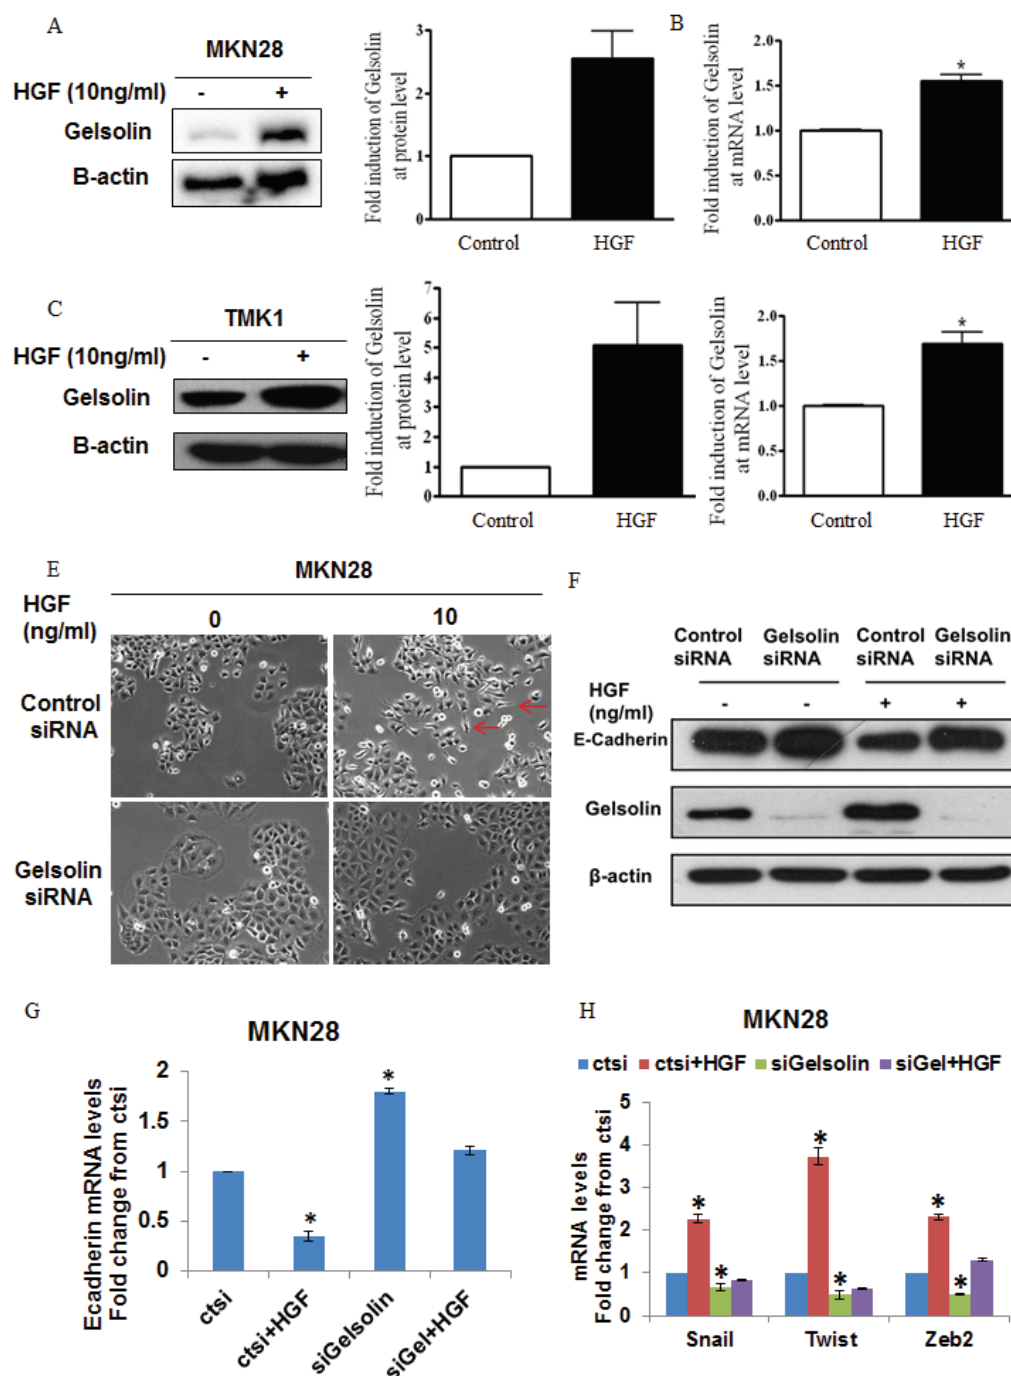 A
MKN28
HGF (10ng/ml) - +
Gelsolin
B-actin
Fold induction of Gelsolin
at protein level
3
2
1
0
Control HGF
B
Fold induction of Gelsolin
at mRNA level
2.0
1.5
1.0
0.5
0.0
*
Control HGF
C
TMK1
HGF (10ng/ml) - +
Gelsolin
B-actin
Fold induction of Gelsolin
at protein level
7
6
5
4
3
2
1
0
Control HGF
Fold induction of Gelsolin
at mRNA level
2.0
1.5
1.0
0.5
0.0
*
Control HGF
E
MKN28
HGF
(ng/ml)
0 10
Control
siRNA
Gelsolin
siRNA
F
Control Gelsolin Control Gelsolin
siRNA siRNA siRNA siRNA
HGF
(ng/ml) - - + +
E-Cadherin
Gelsolin
β-actin
G
MKN28
Ecadherin mRNA levels
Fold change from ctsi
2
1.5
1
0.5
0
* *
ctsi ctsi+HGF siGelsolin siGel+HGF
H
MKN28
ctsi ctsi+HGF siGelsolin siGel+HGF
mRNA levels
Fold change from ctsi
5
4
3
2
1
0
* * * * * *
Snail Twist Zeb2